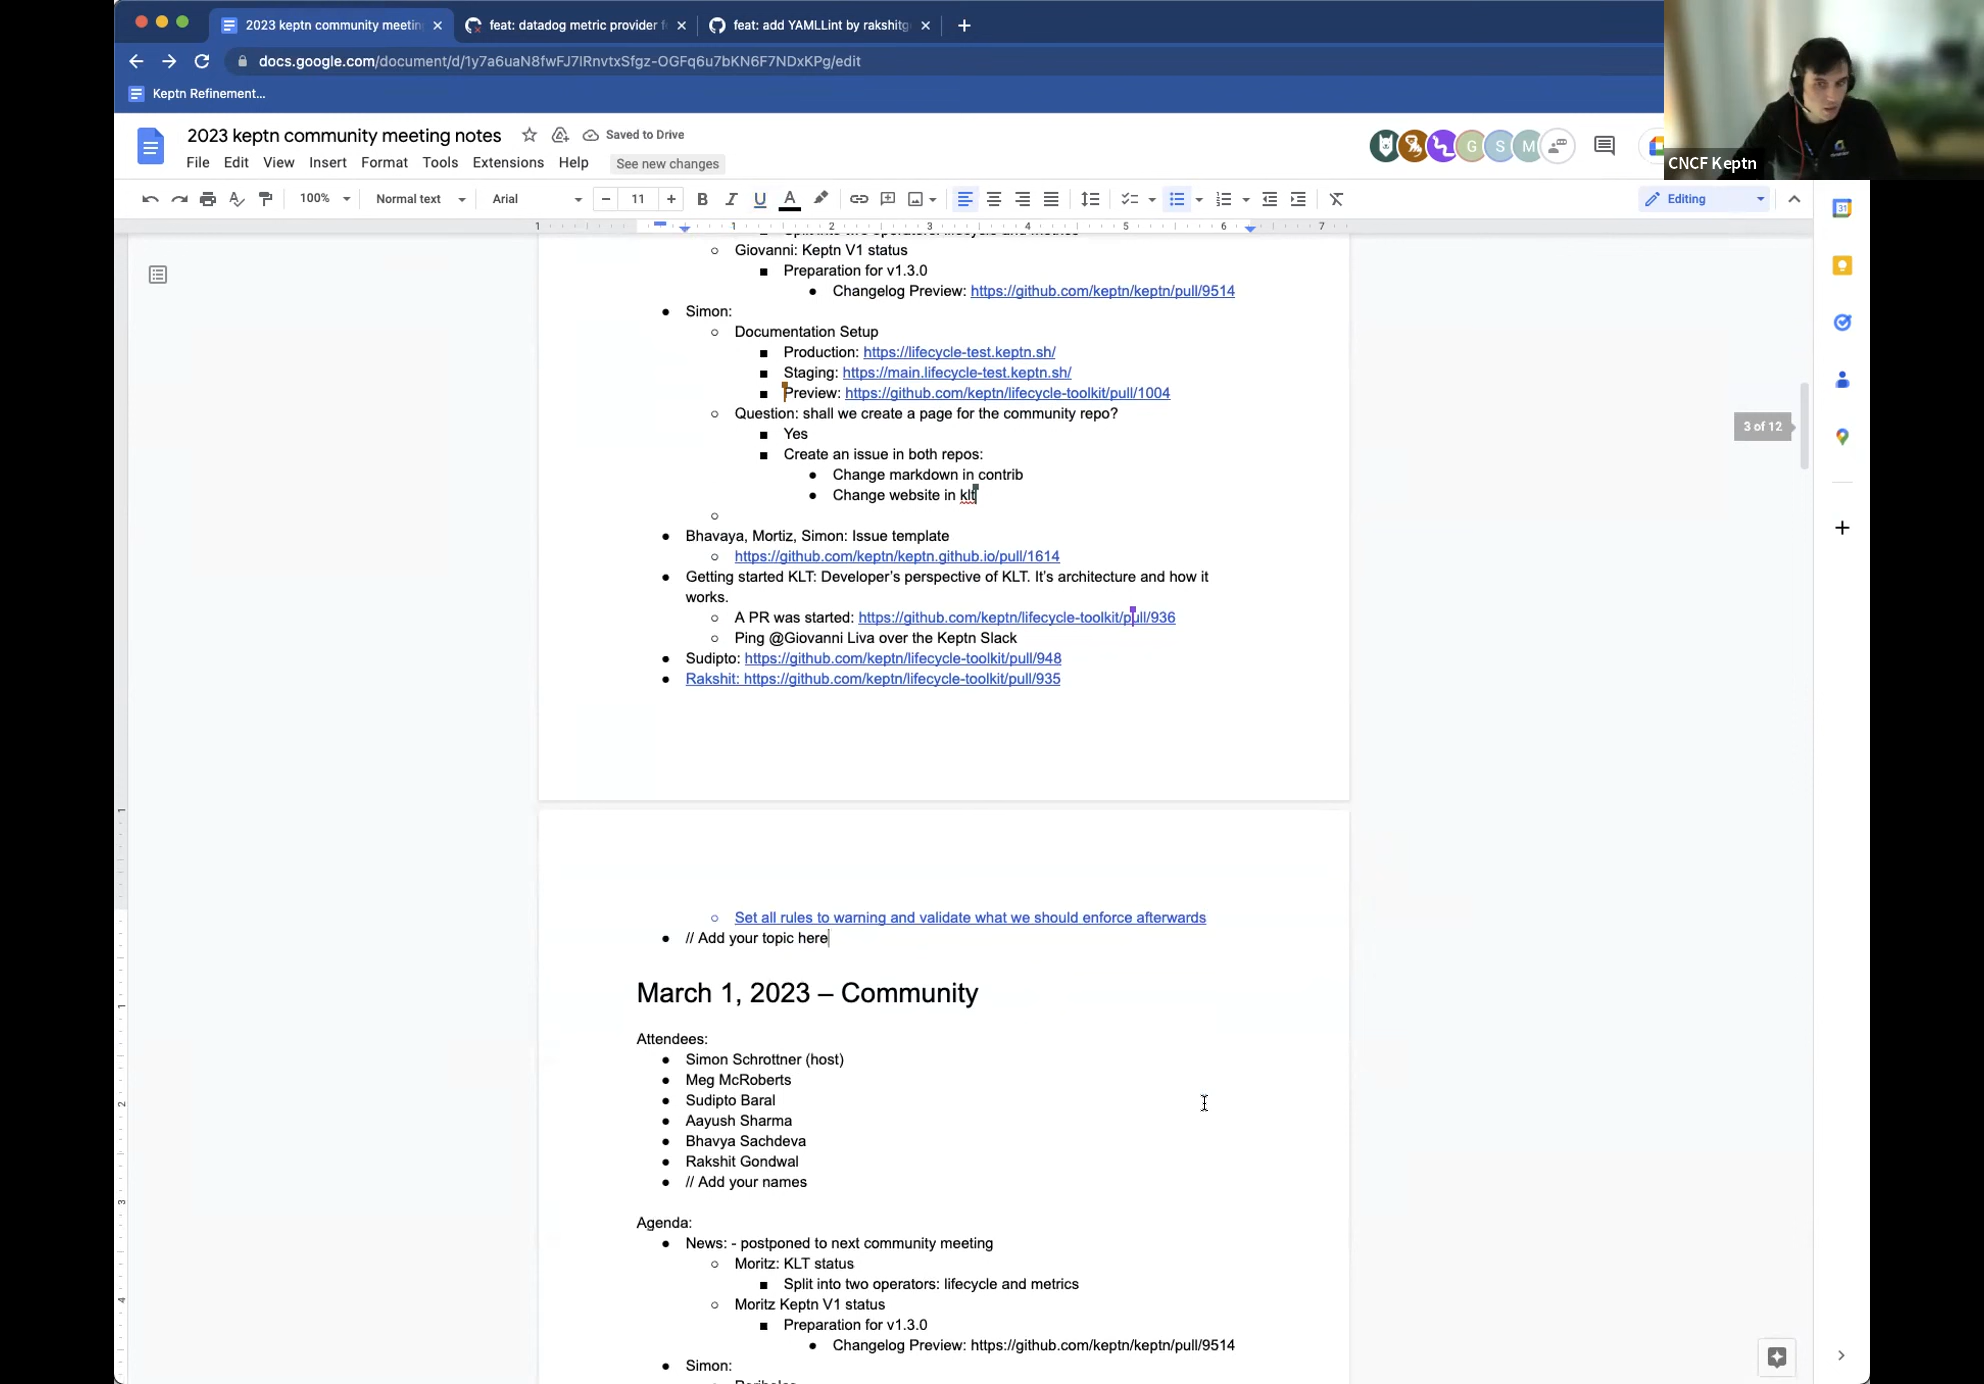 2023 keptn community meetin
feat: datadog metric provider f
feat: add YAMLLint by rakshitg
docs.google.com/document/d/1y7a6uaN8fwFJ7lRnvtxSfgz-OGFq6u7bKN6F7NDxKPg/edit
Keptn Refinement...
2023 keptn community meeting notes
Saved to Drive
G S M
CNCF Keptn
File Edit View Insert Format Tools Extensions Help See new changes
100% Normal text Arial 11 B I U A Editing
31
1 1 2 3 4 5 6 7
Giovanni: Keptn V1 status
Preparation for v1.3.0
Changelog Preview: https://github.com/keptn/keptn/pull/9514
Simon:
Documentation Setup
Production: https://lifecycle-test.keptn.sh/
Staging: https://main.lifecycle-test.keptn.sh/
Preview: https://github.com/keptn/lifecycle-toolkit/pull/1004
Question: shall we create a page for the community repo?
3 of 12
Yes
Create an issue in both repos:
Change markdown in contrib
Change website in klt
Bhavaya, Mortiz, Simon: Issue template
https://github.com/keptn/keptn.github.io/pull/1614
Getting started KLT: Developer's perspective of KLT. It's architecture and how it
works.
A PR was started: https://github.com/keptn/lifecycle-toolkit/pull/936
Ping @Giovanni Liva over the Keptn Slack
Sudipto: https://github.com/keptn/lifecycle-toolkit/pull/948
Rakshit: https://github.com/keptn/lifecycle-toolkit/pull/935
Set all rules to warning and validate what we should enforce afterwards
// Add your topic here
March 1, 2023 – Community
Attendees:
Simon Schrottner (host)
Meg McRoberts
Sudipto Baral
Aayush Sharma
Bhavya Sachdeva
Rakshit Gondwal
// Add your names
Agenda:
News: - postponed to next community meeting
Moritz: KLT status
Split into two operators: lifecycle and metrics
Moritz Keptn V1 status
Preparation for v1.3.0
Changelog Preview: https://github.com/keptn/keptn/pull/9514
Simon: